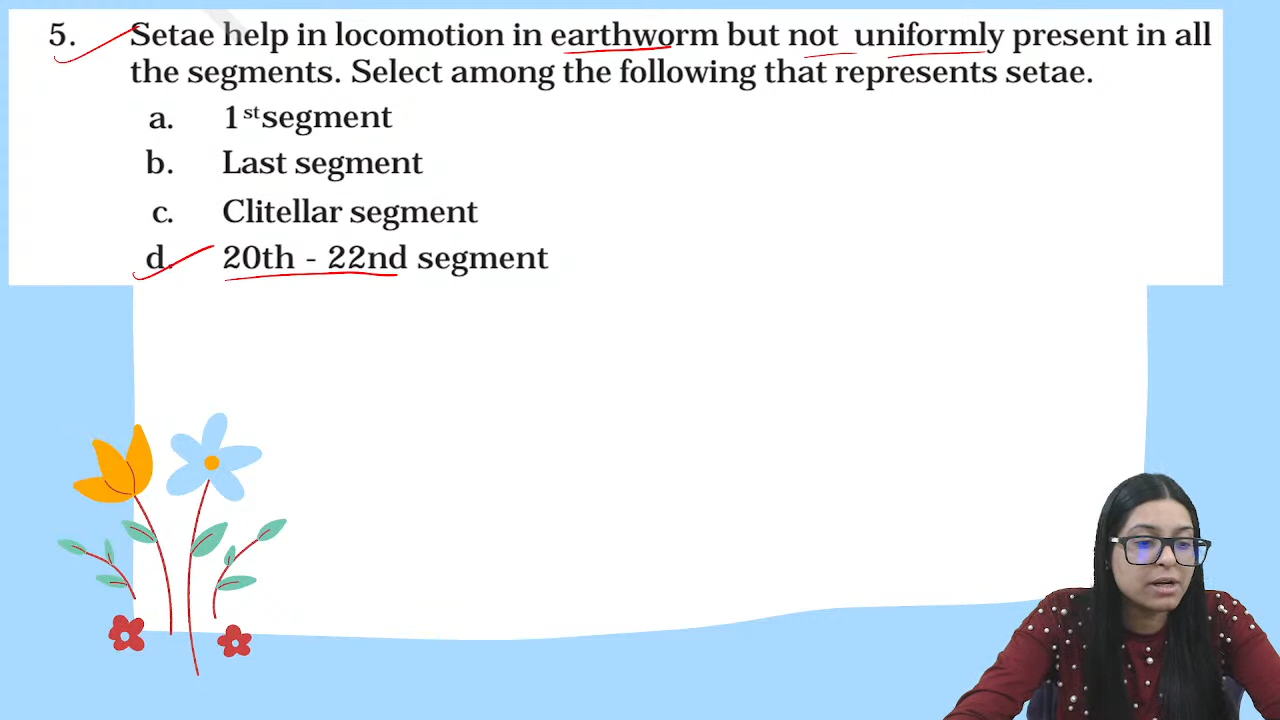 5. Setae help in locomotion in earthworm but not uniformly present in all
the segments. Select among the following that represents setae.
a. 1st segment
b. Last segment
c. Clitellar segment
d. 20th - 22nd segment